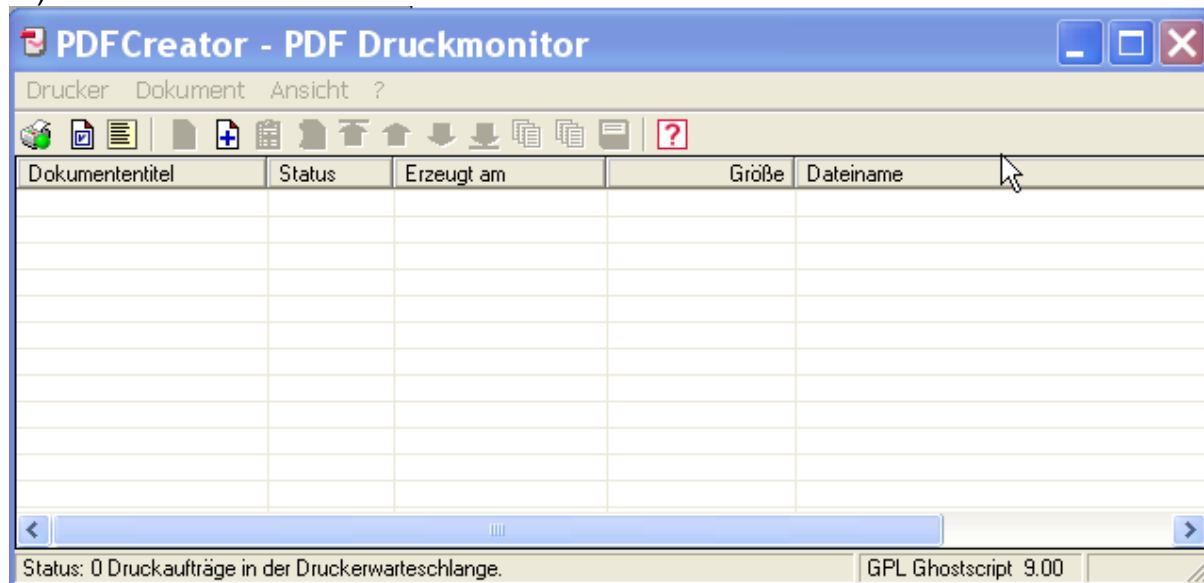 PDFCreator - PDF Druckmonitor
Drucker Dokument Ansicht ?
?
Dokumententitel Status Erzeugt am Größe Dateiname
Status: 0 Druckaufträge in der Druckerwarteschlange. GPL Ghostscript 9.00